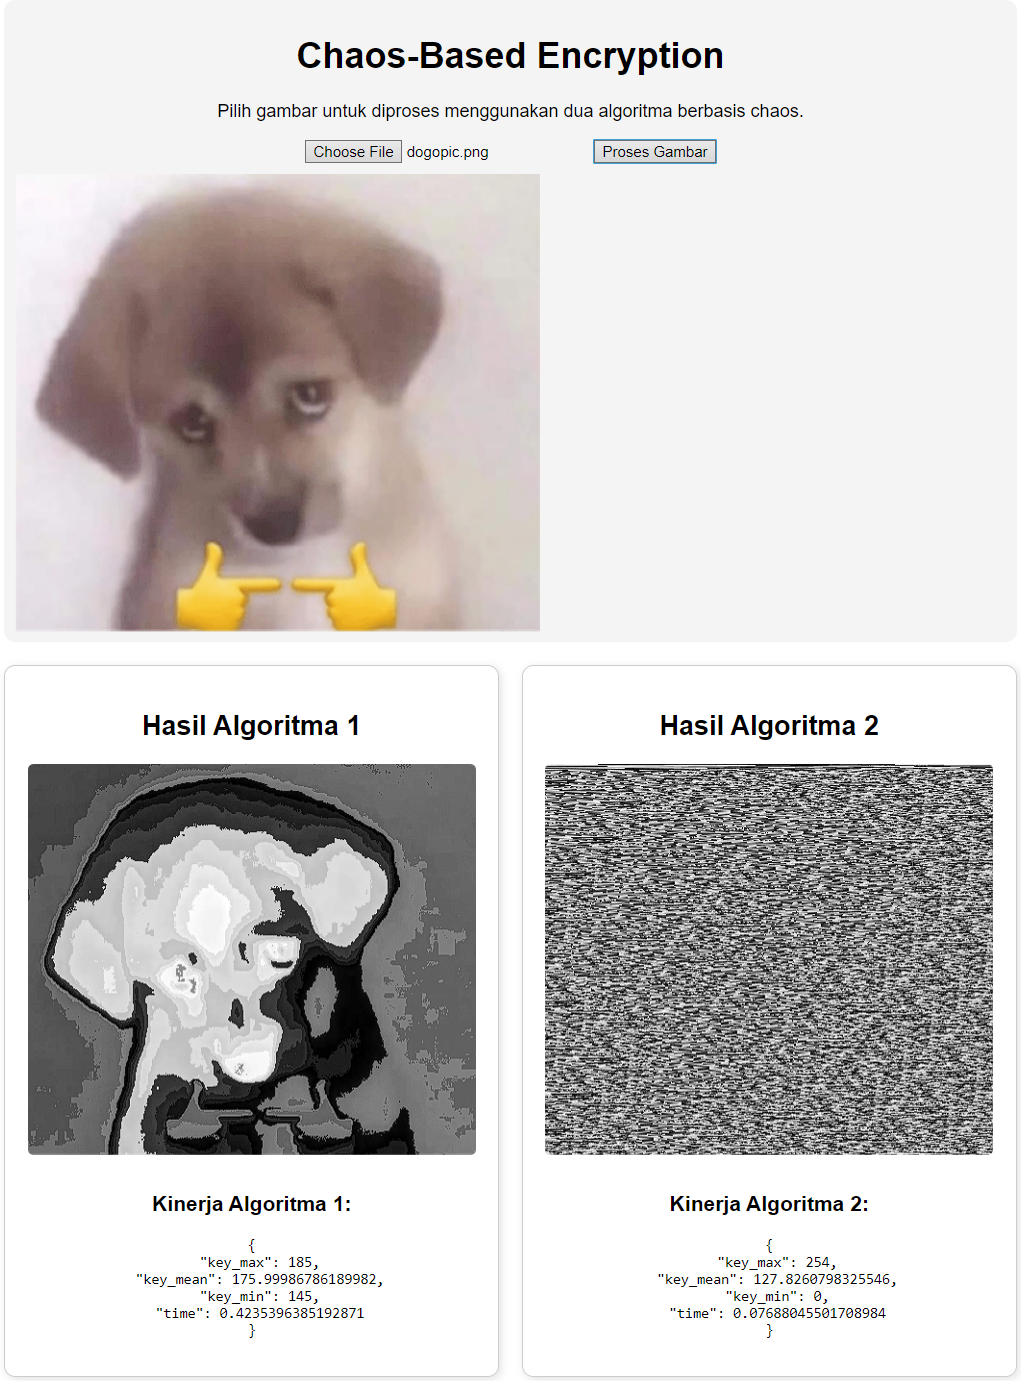 Chaos-Based Encryption
Pilih gambar untuk diproses menggunakan dua algoritma berbasis chaos.
Choose File dogopic.png Proses Gambar
Hasil Algoritma 1
Kinerja Algoritma 1:
{
"key_max": 185,
"key_mean": 175.99986786189982,
"key_min": 145,
"time": 0.4235396385192871
}
Hasil Algoritma 2
Kinerja Algoritma 2:
{
"key_max": 254,
"key_mean": 127.8260798325546,
"key_min": 0,
"time": 0.07688045501708984
}